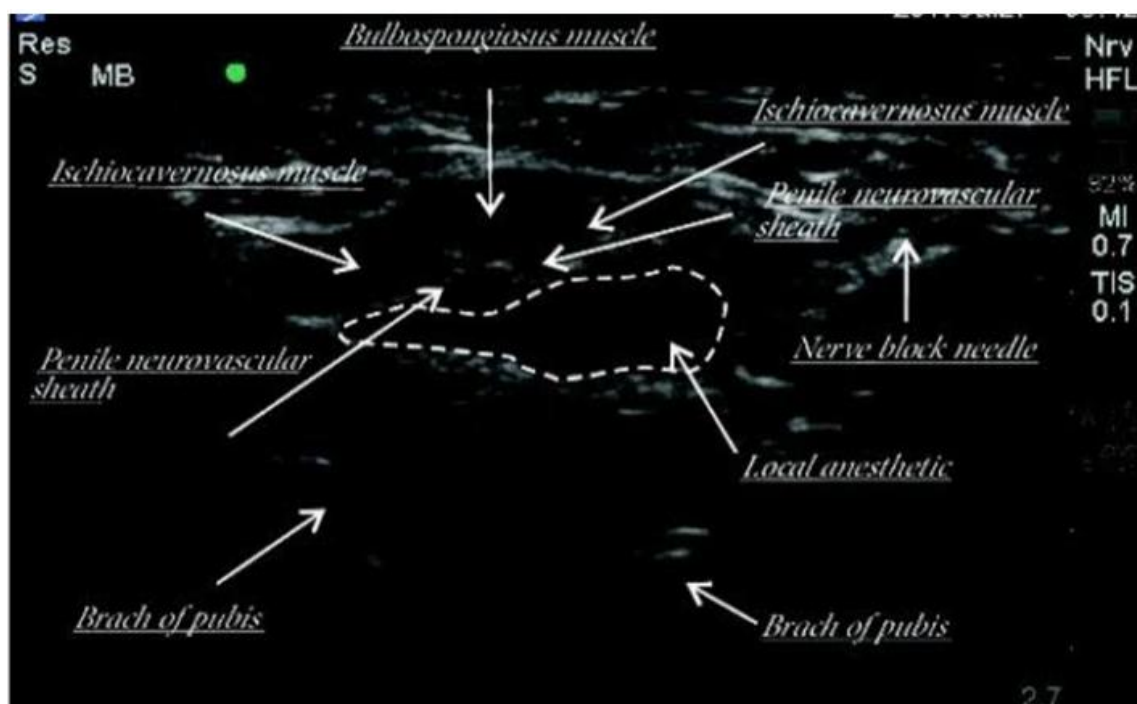 Res
S MB
Bulbospongiosus muscle
Nrv
HFL
Ischiocavernosus muscle
Ischiocavernosus muscle
92%
MI
0.7
TIS
0.1
Penile neurovascular
sheath
Nerve block needle
Penile neurovascular
sheath
Local anesthetic
Brach of pubis
Brach of pubis
2.7